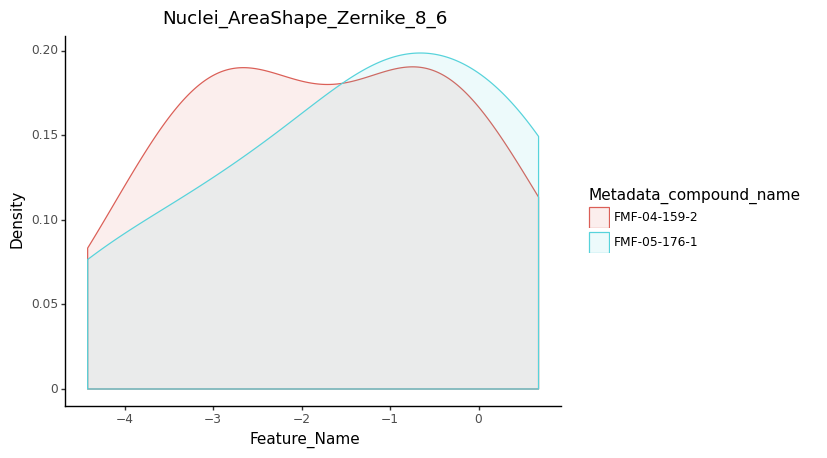 Nuclei_AreaShape_Zernike_8_6
0.20
0.15
0.10
0.05
0
Density
−4
−3
−2
−1
0
Feature_Name
Metadata_compound_name
FMF-04-159-2
FMF-05-176-1